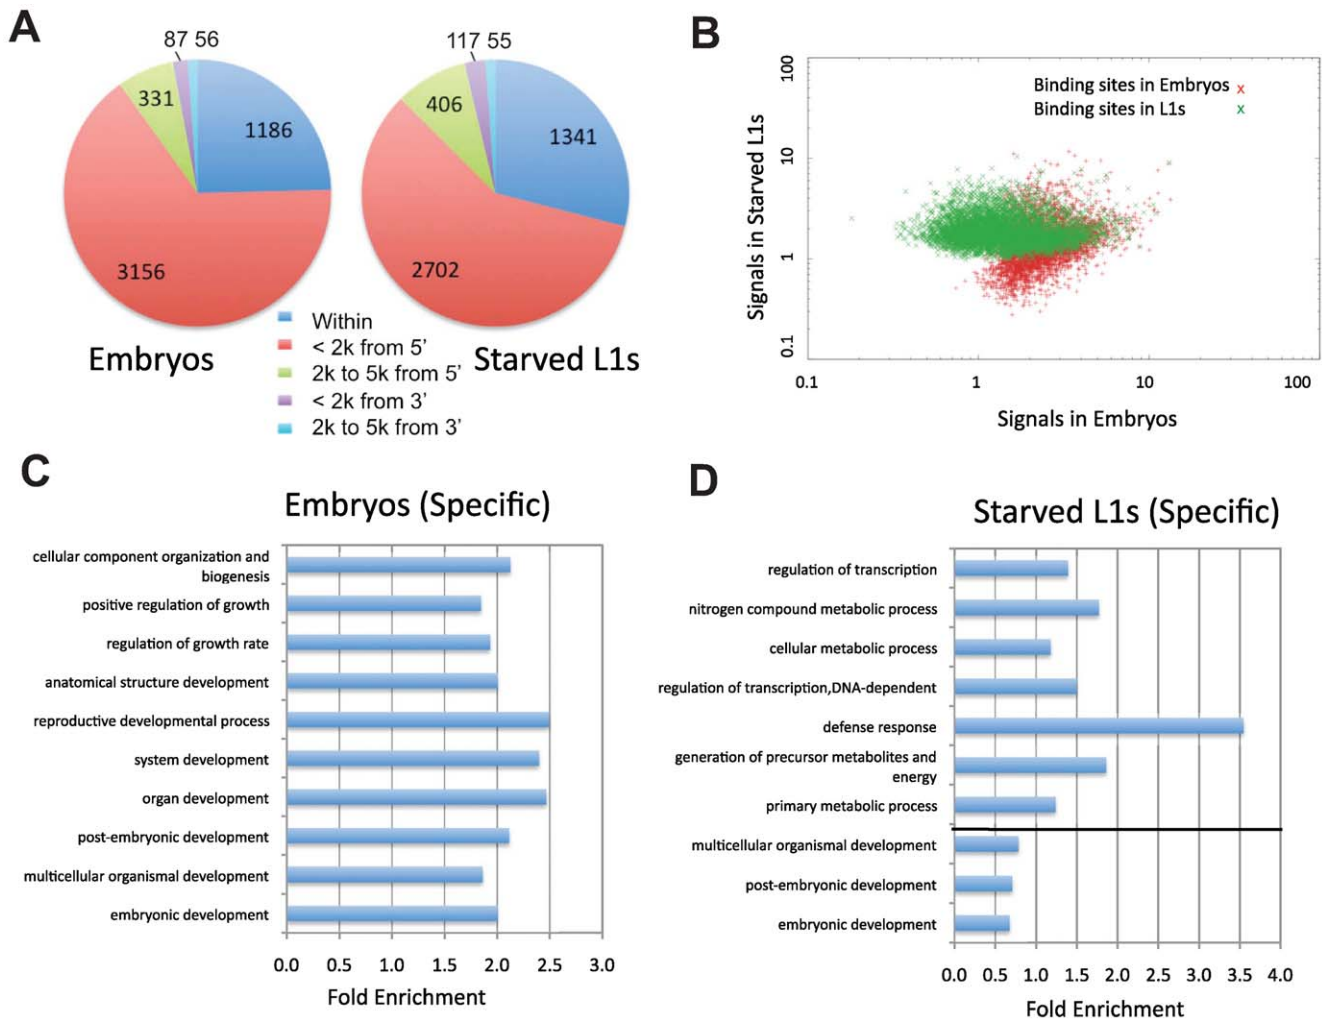 A
87 56
331
1186
3156
Embryos
117 55
406
1341
2702
Starved L1s
Within
< 2k from 5’
2k to 5k from 5’
< 2k from 3’
2k to 5k from 3’
B
Signals in Starved L1s
100
10
1
0.1
Binding sites in Embryos x
Binding sites in L1s x
0.1 1 10 100
Signals in Embryos
C
Embryos (Specific)
cellular component organization and
biogenesis
positive regulation of growth
regulation of growth rate
anatomical structure development
reproductive developmental process
system development
organ development
post-embryonic development
multicellular organismal development
embryonic development
0.0 0.5 1.0 1.5 2.0 2.5 3.0
Fold Enrichment
D
Starved L1s (Specific)
regulation of transcription
nitrogen compound metabolic process
cellular metabolic process
regulation of transcription,DNA-dependent
defense response
generation of precursor metabolites and
energy
primary metabolic process
multicellular organismal development
post-embryonic development
embryonic development
0.0 0.5 1.0 1.5 2.0 2.5 3.0 3.5 4.0
Fold Enrichment